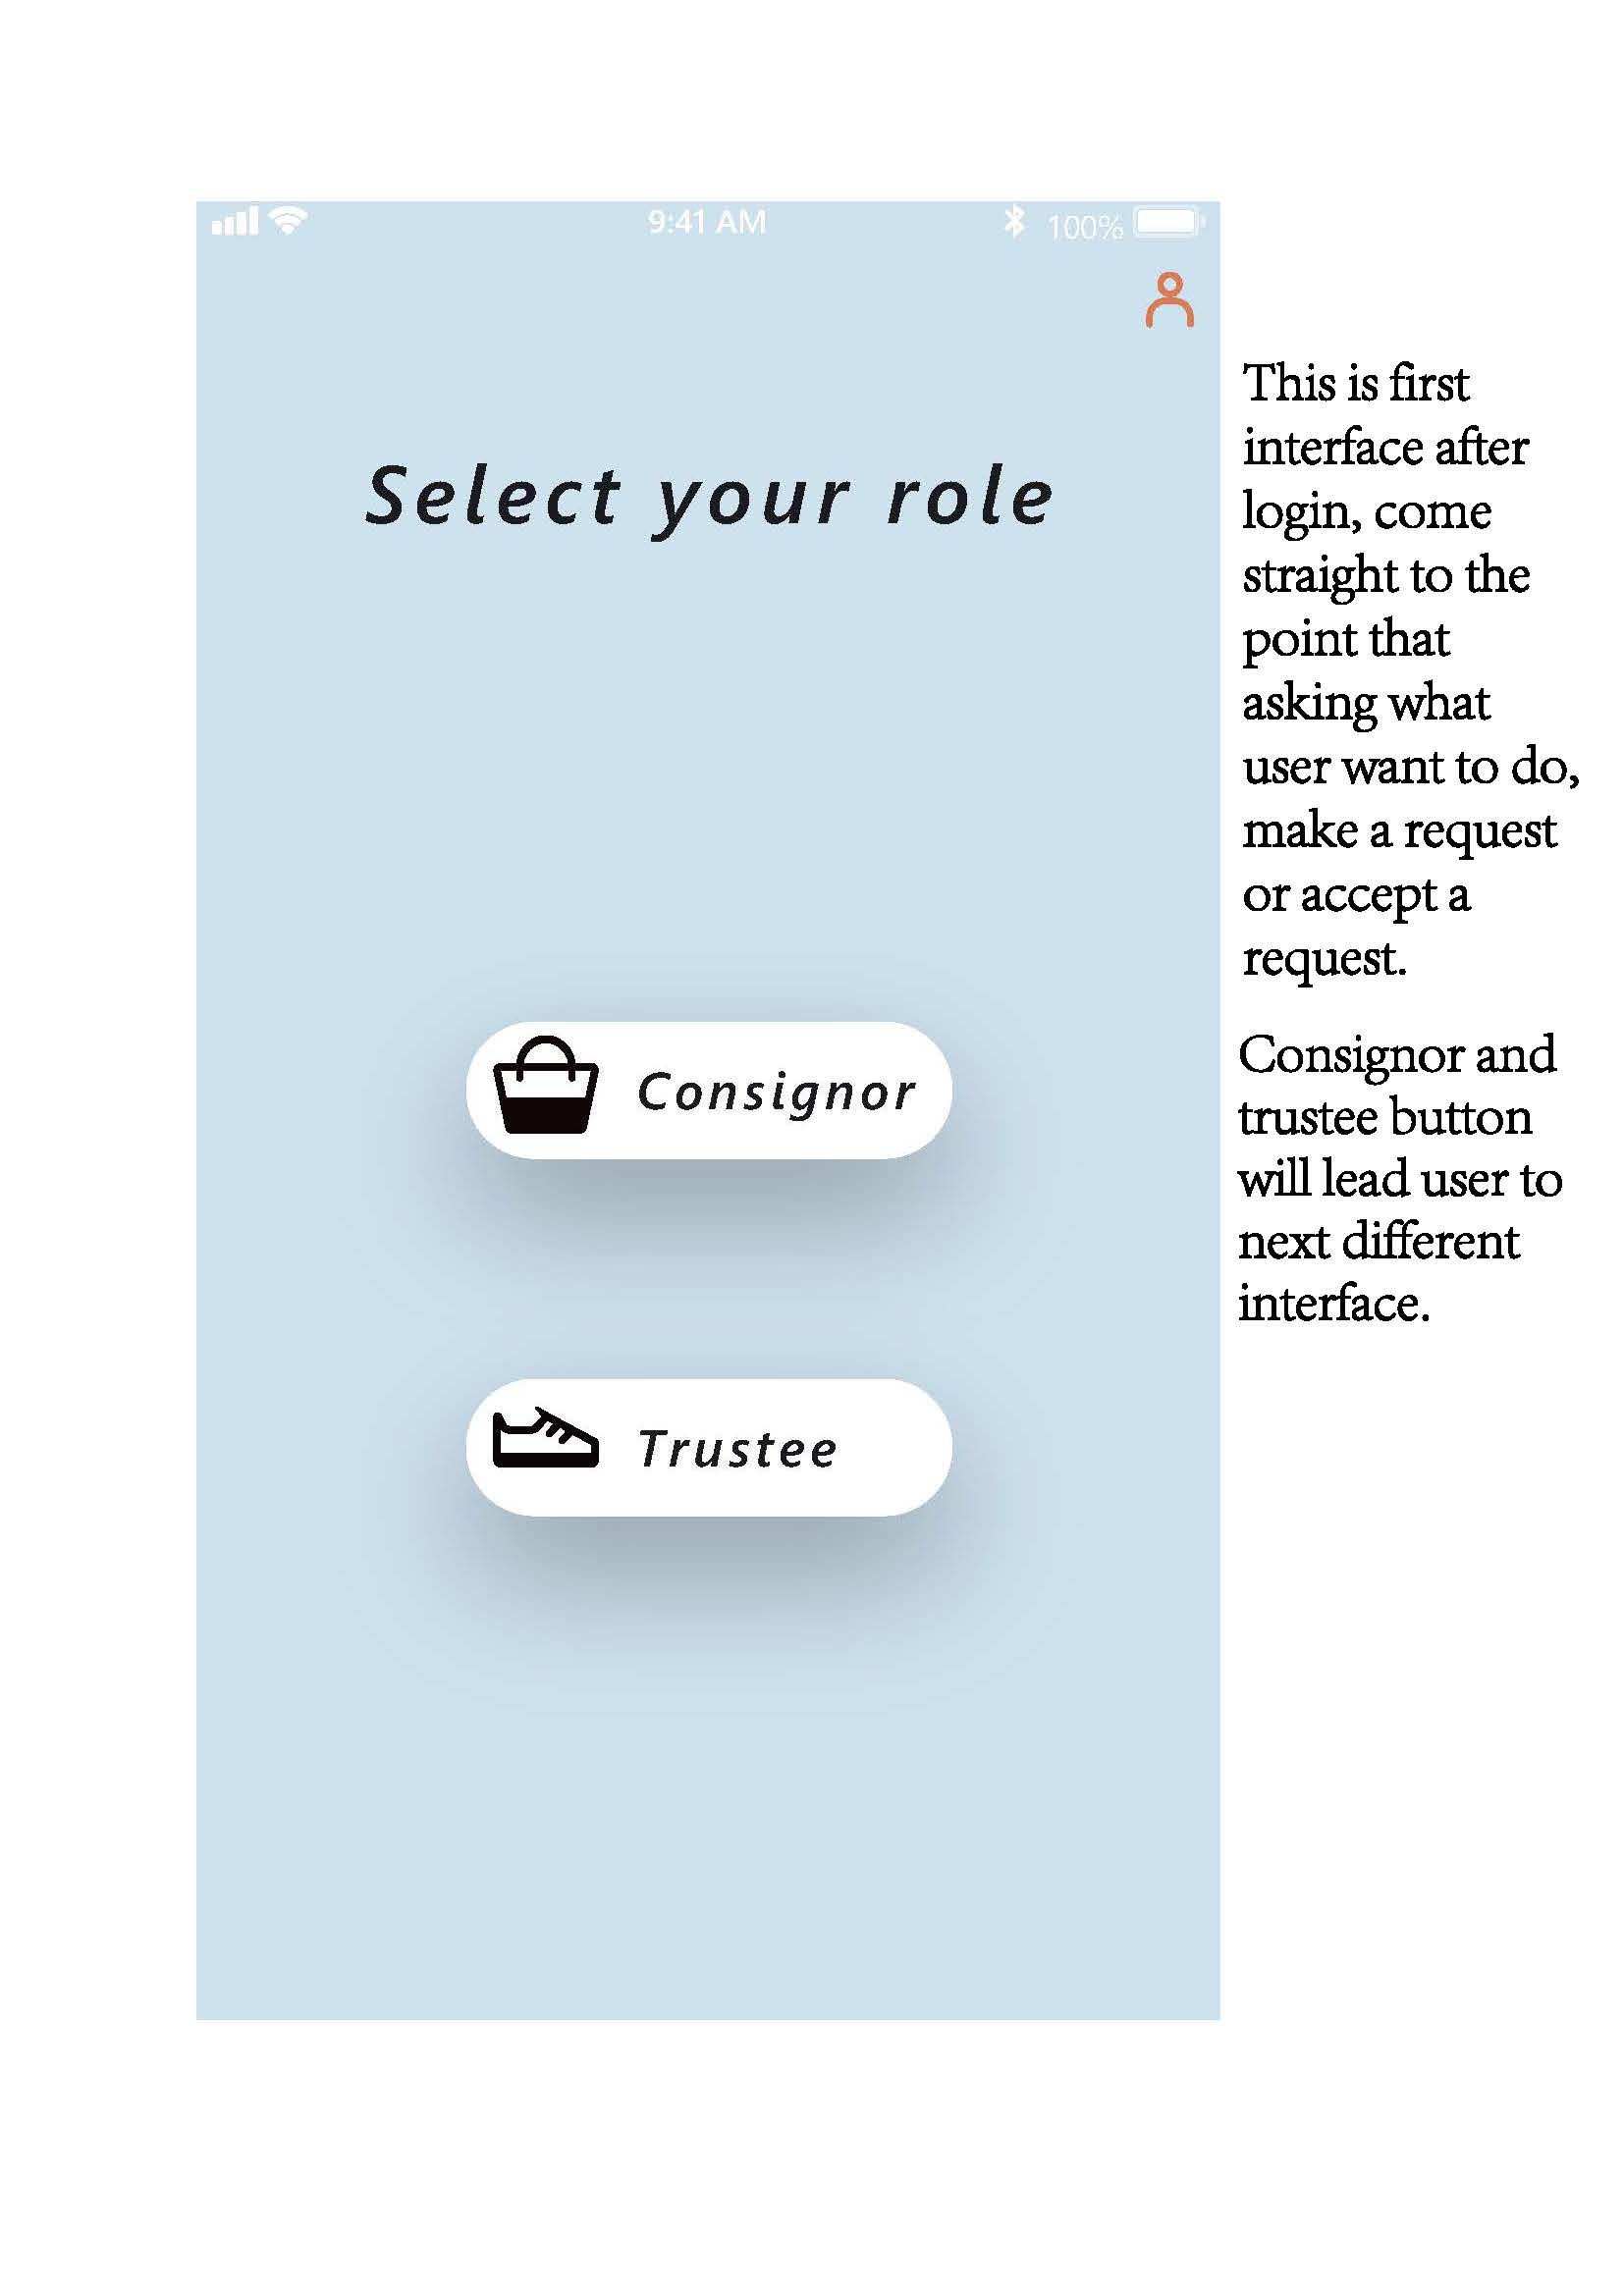 9:41 AM
100%
Select your role
Consignor
Trustee
This is first
interface after
login, come
straight to the
point that
asking what
user want to do,
make a request
or accept a
request.
Consignor and
trustee button
will lead user to
next different
interface.